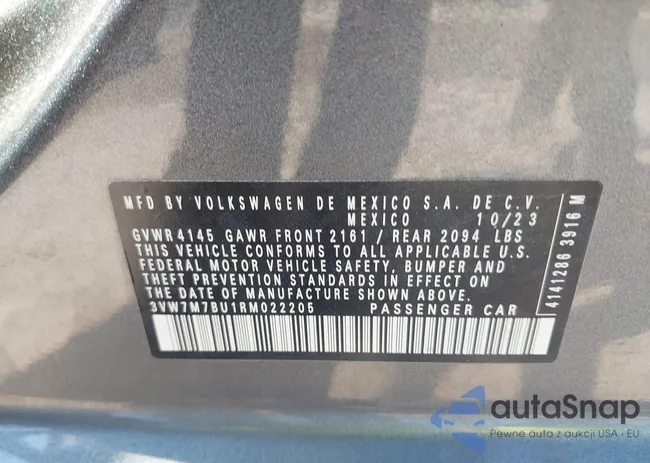 MFD BY VOLKSWAGEN DE MEXICO S.A. DE C.V.
MEXICO 10/23
GVWR 4145 GAWR FRONT 2161 / REAR 2094 LBS
THIS VEHICLE CONFORMS TO ALL APPLICABLE U.S.
FEDERAL MOTOR VEHICLE SAFETY, BUMPER AND
THEFT PREVENTION STANDARDS IN EFFECT ON
THE DATE OF MANUFACTURE SHOWN ABOVE.
3VW7M7BU1RM022205 PASSENGER CAR
4141286 3916 M
autaSnap
Pewne auta z aukcji USA i EU